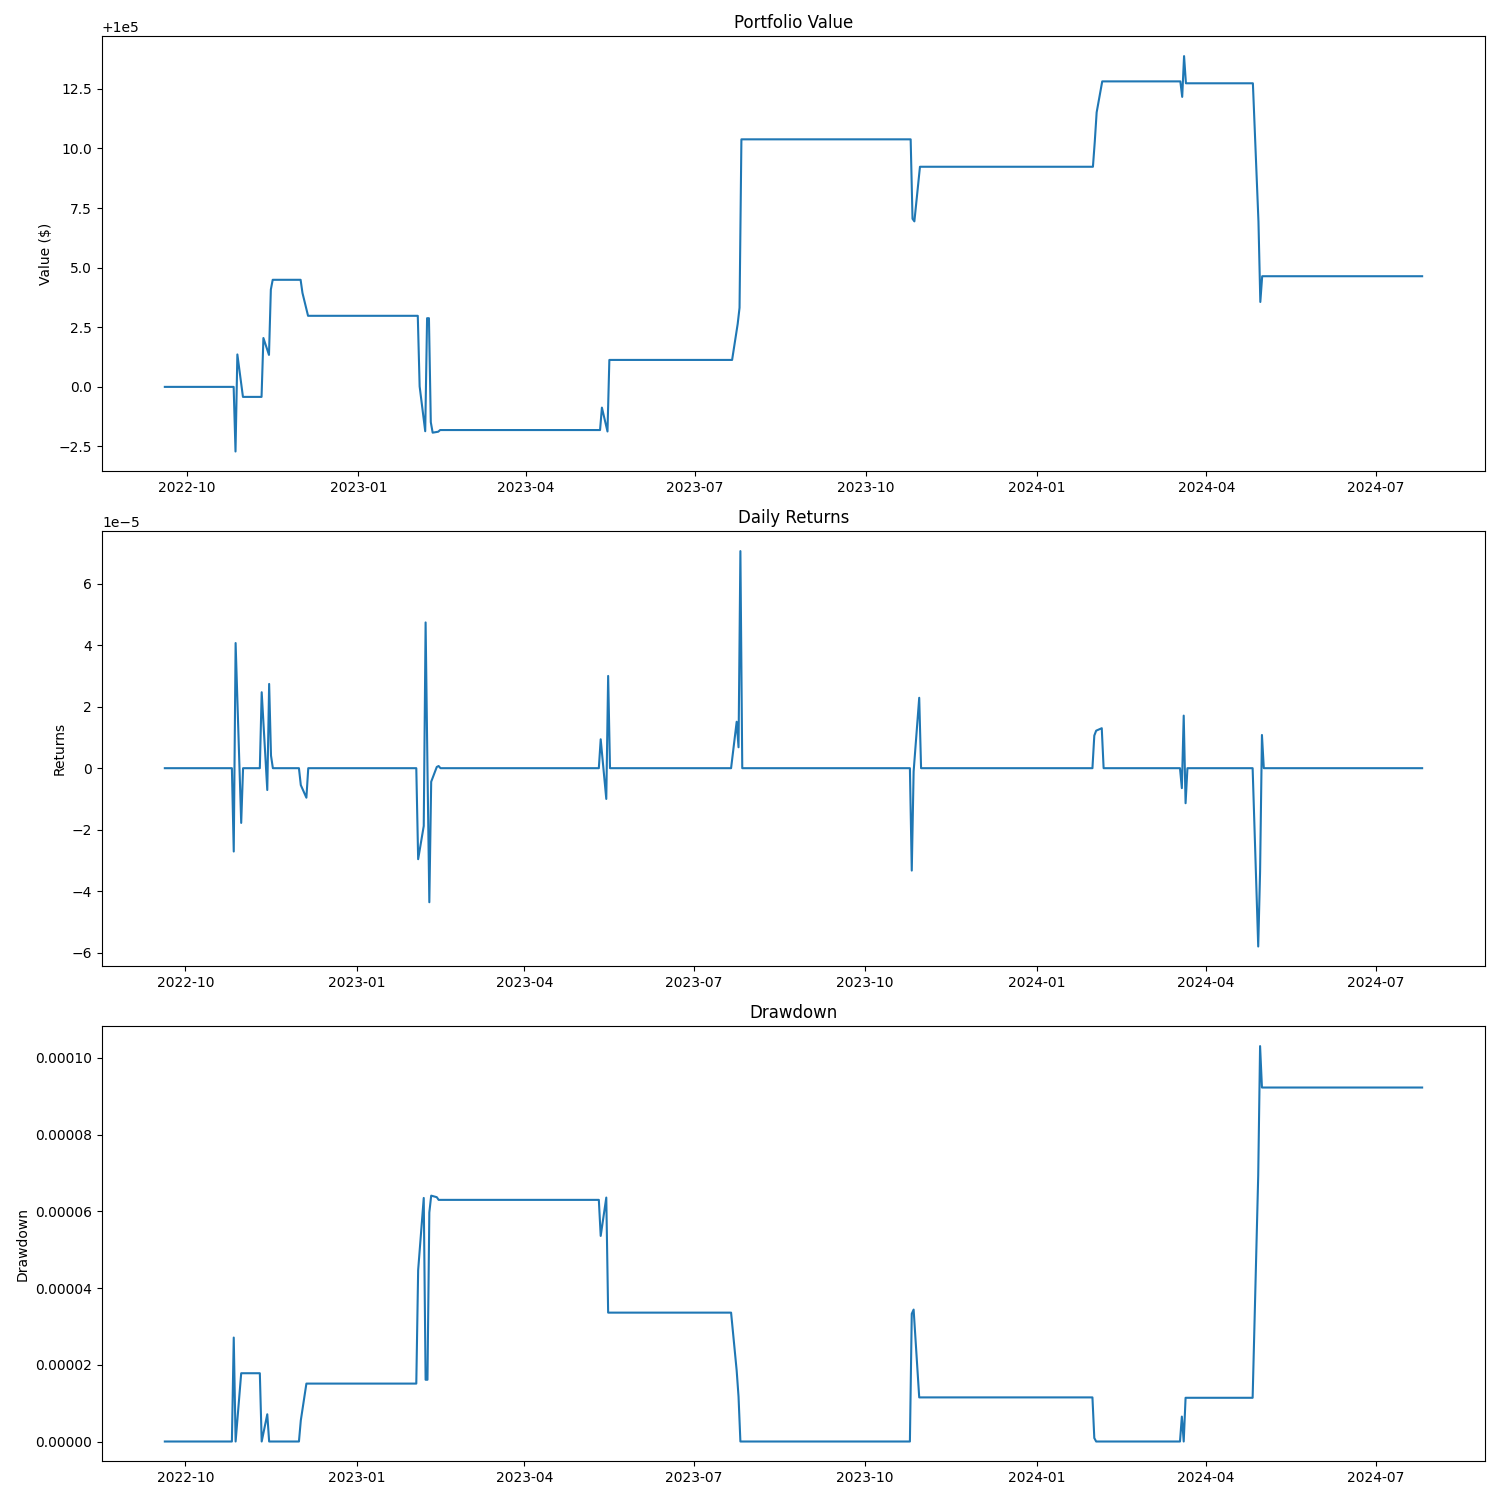 Portfolio Value
+1e5
Value ($)
12.5
10.0
7.5
5.0
2.5
0.0
−2.5
2022-10 2023-01 2023-04 2023-07 2023-10 2024-01 2024-04 2024-07
Daily Returns
1e−5
Returns
6
4
2
0
−2
−4
−6
2022-10 2023-01 2023-04 2023-07 2023-10 2024-01 2024-04 2024-07
Drawdown
Drawdown
0.00010
0.00008
0.00006
0.00004
0.00002
0.00000
2022-10 2023-01 2023-04 2023-07 2023-10 2024-01 2024-04 2024-07